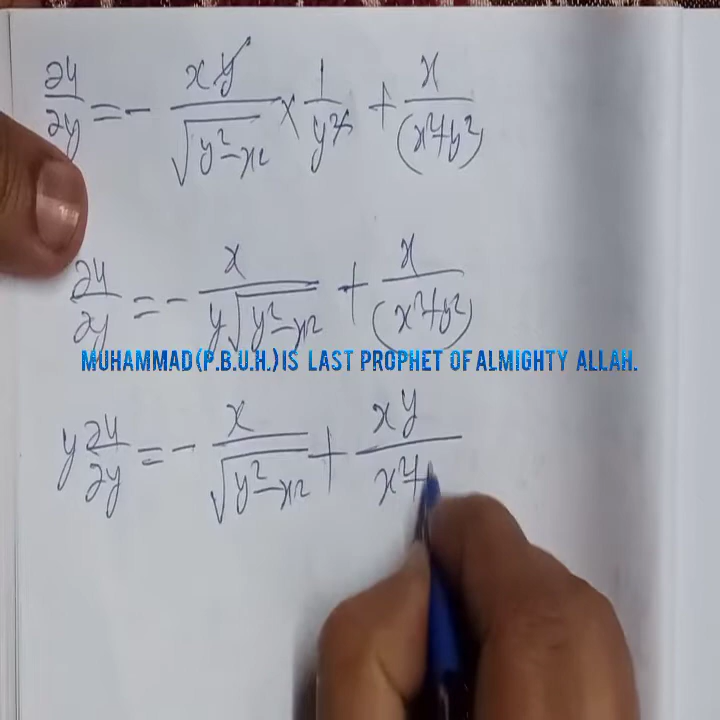 ∂u/∂y = - xy/√(y²-x²) × 1/y² + x/(x²+y²)
∂u/∂y = - x/(y√(y²-x²)) + x/(x²+y²)
MUHAMMAD(P.B.U.H.) IS LAST PROPHET OF ALMIGHTY ALLAH.
y ∂u/∂y = - x/√(y²-x²) + xy/(x²+